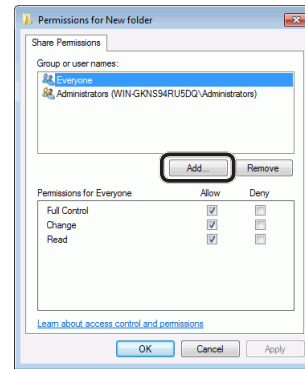 Permissions for New folder
Share Permissions
Group or user names:
Everyone
Administrators (WIN-GKNS94RU5DQ\Administrators)
Add... Remove
Permissions for Everyone Allow Deny
Full Control
Change
Read
Learn about access control and permissions
OK Cancel Apply